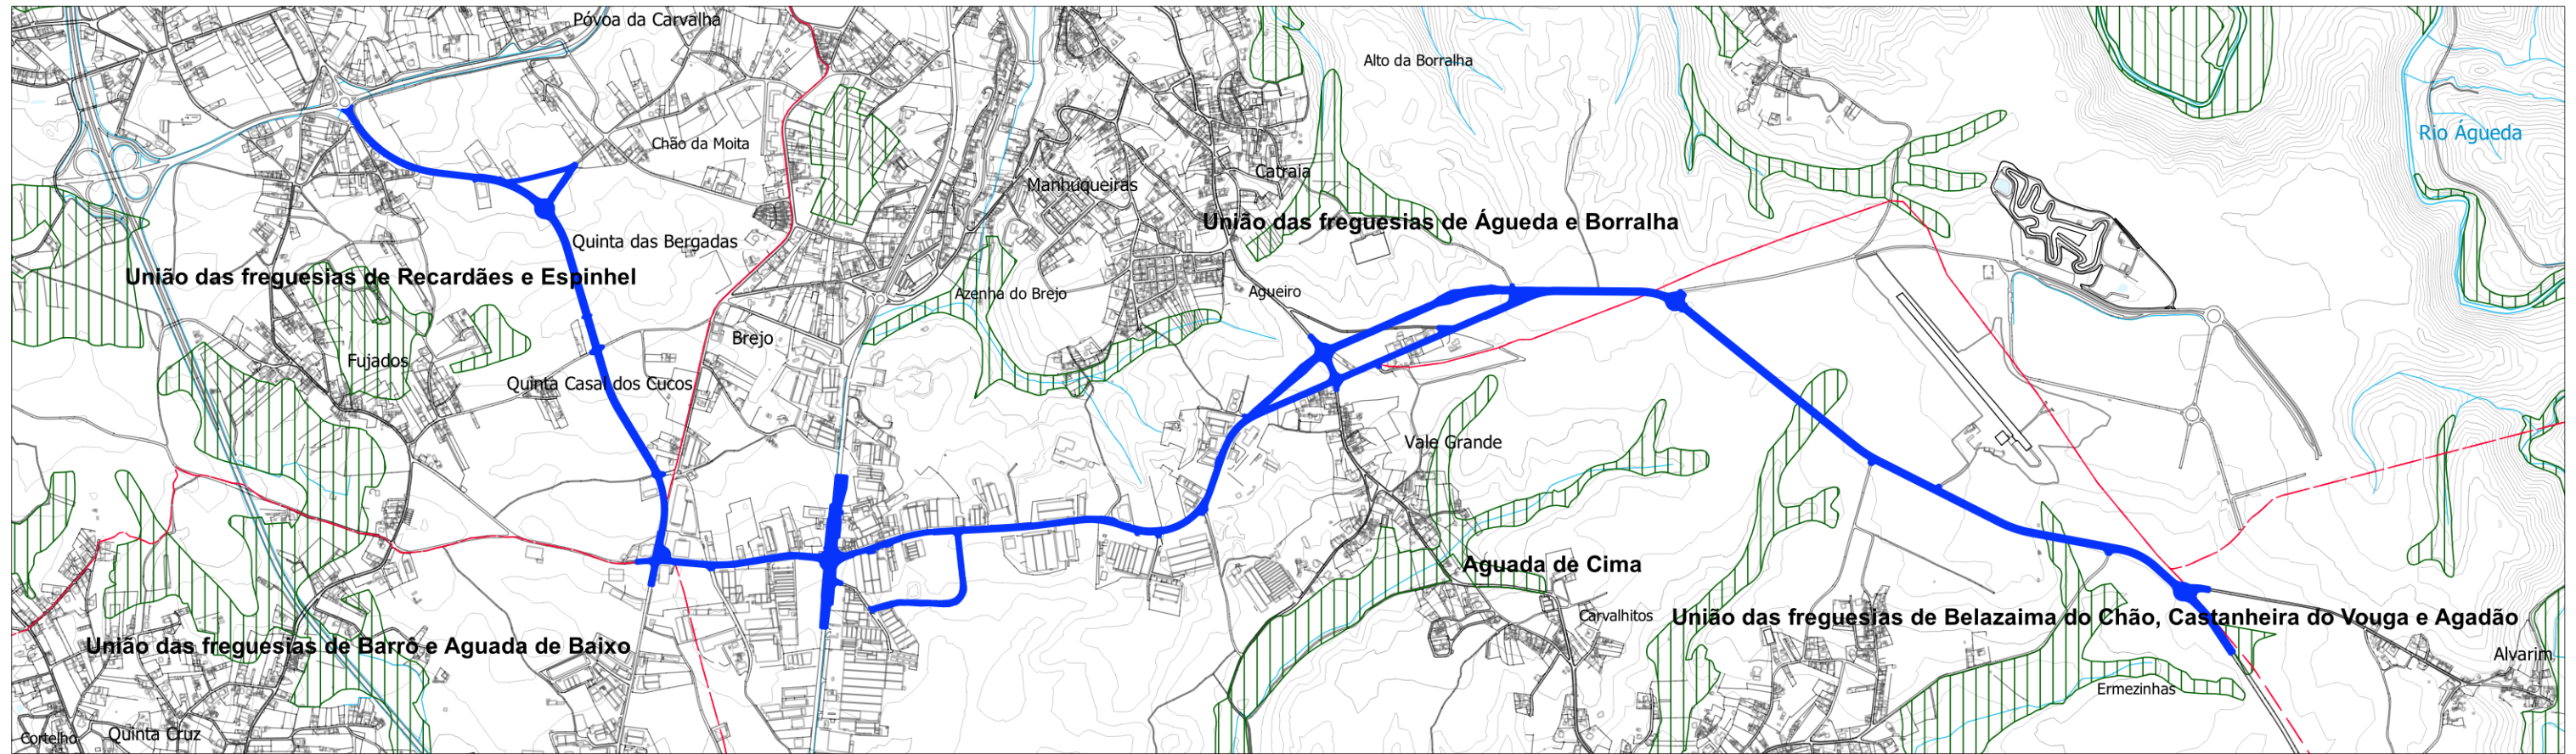 Póvoa da Carvalha
Alto da Borralha
Rio Águeda
Chão da Moita
Catraia
Manhuqueiras
União das freguesias de Águeda e Borralha
Quinta das Bergadas
União das freguesias de Recardães e Espinhel
Azenha do Brejo
Agueiro
Brejo
Fujados
Quinta Casal dos Cucos
Vale Grande
Aguada de Cima
Carvalhitos
União das freguesias de Belazaima do Chão, Castanheira do Vouga e Agadão
União das freguesias de Barrô e Aguada de Baixo
Alvarim
Ermezinhas
Quinta Cruz
Cortelho